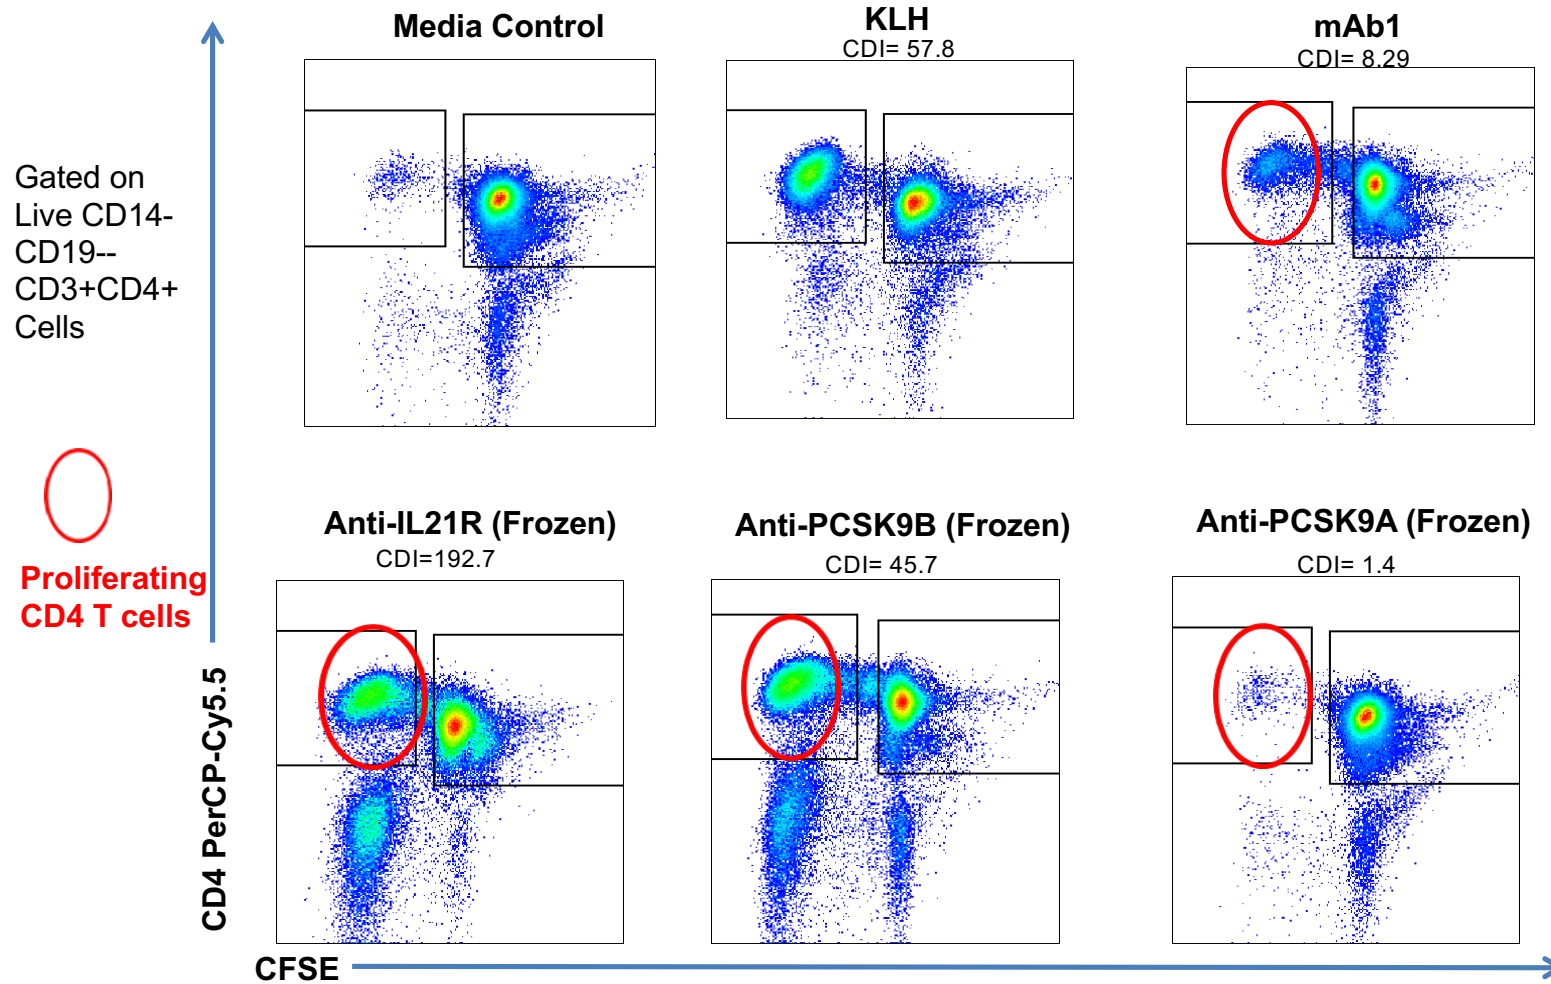 Media Control
KLH
CDI= 57.8
mAb1
CDI= 8.29
Gated on
Live CD14-
CD19--
CD3+CD4+
Cells
Proliferating
CD4 T cells
Anti-IL21R (Frozen)
CDI=192.7
Anti-PCSK9B (Frozen)
CDI= 45.7
Anti-PCSK9A (Frozen)
CDI= 1.4
CD4 PerCP-Cy5.5
CFSE